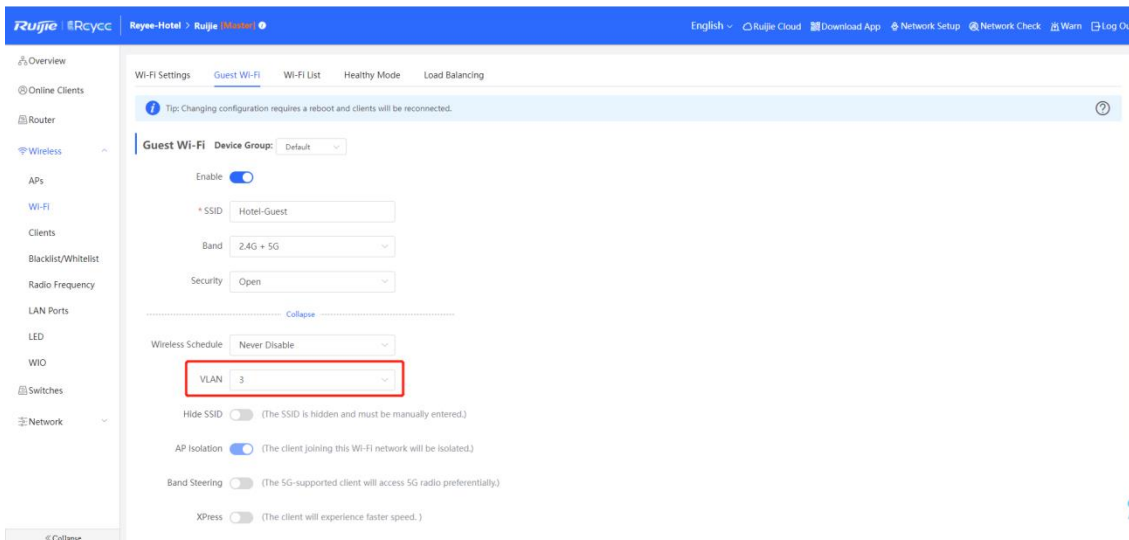 Ruijie | Reyee
Reyee-Hotel > Ruijie [Master]
English
Ruijie Cloud
Download App
Network Setup
Network Check
Warn
Log Ou
Overview
Online Clients
Router
Wireless
APs
Wi-Fi
Clients
Blacklist/Whitelist
Radio Frequency
LAN Ports
LED
WIO
Switches
Network
Collapse
Wi-Fi Settings
Guest Wi-Fi
Wi-Fi List
Healthy Mode
Load Balancing
Tip: Changing configuration requires a reboot and clients will be reconnected.
Guest Wi-Fi Device Group: Default
Enable
* SSID Hotel-Guest
Band 2.4G + 5G
Security Open
Collapse
Wireless Schedule Never Disable
VLAN 3
Hide SSID (The SSID is hidden and must be manually entered.)
AP Isolation (The client joining this Wi-Fi network will be isolated.)
Band Steering (The 5G-supported client will access 5G radio preferentially.)
XPress (The client will experience faster speed. )